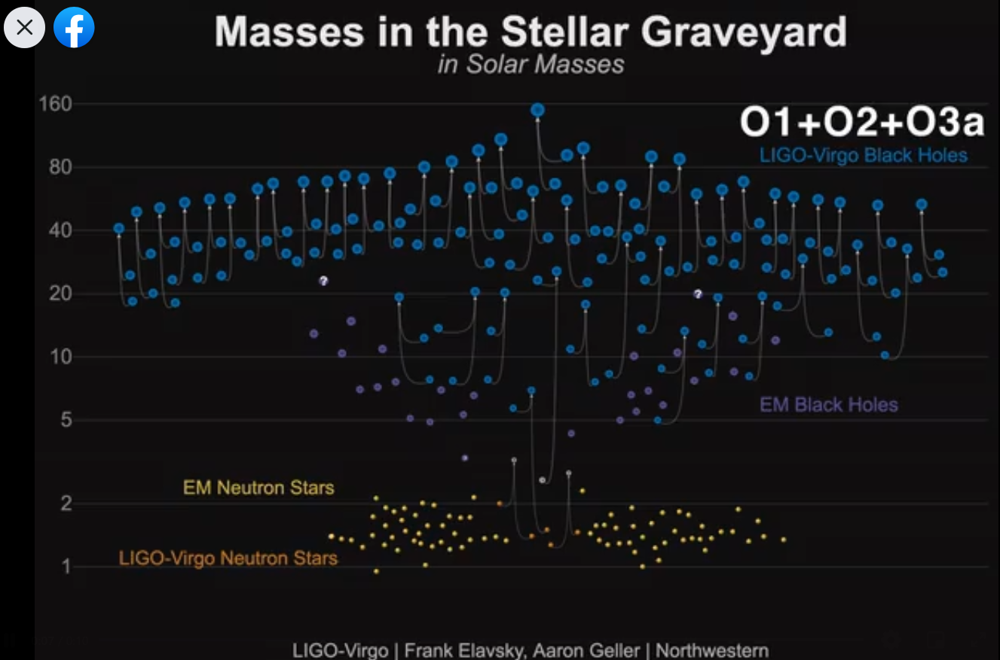 Masses in the Stellar Graveyard
in Solar Masses
160
O1+O2+O3a
LIGO-Virgo Black Holes
80
40
?
20
?
10
EM Black Holes
5
EM Neutron Stars
2
LIGO-Virgo Neutron Stars
1
LIGO-Virgo | Frank Elavsky, Aaron Geller | Northwestern